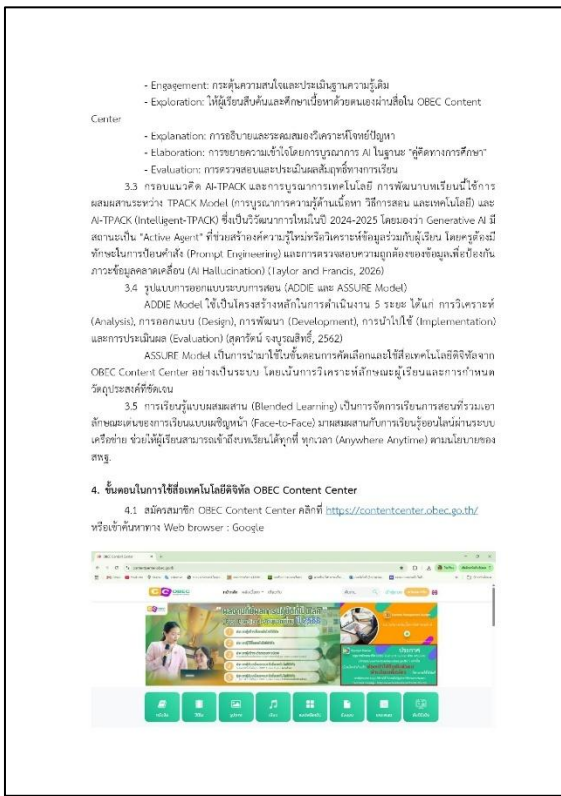 - Engagement: กระตุ้นความสนใจและประเมินฐานความรู้เดิม
- Exploration: ให้ผู้เรียนสืบค้นและศึกษาเนื้อหาด้วยตนเองผ่านสื่อใน OBEC Content
Center
- Explanation: การอธิบายและระดมสมองวิเคราะห์โจทย์ปัญหา
- Elaboration: การขยายความเข้าใจโดยการบูรณาการ AI ในฐานะ "คู่คิดทางการศึกษา"
- Evaluation: การตรวจสอบและประเมินผลสัมฤทธิ์ทางการเรียน
3.3 กรอบแนวคิด AI-TPACK และการบูรณาการเทคโนโลยี การพัฒนาบทเรียนนี้ใช้การ
ผสมผสานระหว่าง TPACK Model (การบูรณาการความรู้ด้านเนื้อหา วิธีการสอน และเทคโนโลยี) และ
AI-TPACK (Intelligent-TPACK) ซึ่งเป็นวิวัฒนาการใหม่ในปี 2024-2025 โดยมองว่า Generative AI มี
สถานะเป็น "Active Agent" ที่ช่วยสร้างองค์ความรู้ใหม่หรือวิเคราะห์ข้อมูลร่วมกับผู้เรียน โดยครูต้องมี
ทักษะในการป้อนคำสั่ง (Prompt Engineering) และการตรวจสอบความถูกต้องของข้อมูลเพื่อป้องกัน
ภาวะข้อมูลคลาดเคลื่อน (AI Hallucination) (Taylor and Francis, 2026)
3.4 รูปแบบการออกแบบระบบการสอน (ADDIE และ ASSURE Model)
ADDIE Model ใช้เป็นโครงสร้างหลักในการดำเนินงาน 5 ระยะ ได้แก่ การวิเคราะห์
(Analysis), การออกแบบ (Design), การพัฒนา (Development), การนำไปใช้ (Implementation)
และการประเมินผล (Evaluation) (สุดารัตน์ จงบูรณสิทธิ์, 2562)
ASSURE Model เป็นการนำมาใช้ในขั้นตอนการคัดเลือกและใช้สื่อเทคโนโลยีดิจิทัลจาก
OBEC Content Center อย่างเป็นระบบ โดยเน้นการวิเคราะห์ลักษณะผู้เรียนและการกำหนด
วัตถุประสงค์ที่ชัดเจน
3.5 การเรียนรู้แบบผสมผสาน (Blended Learning) เป็นการจัดการเรียนการสอนที่รวมเอา
ลักษณะเด่นของการเรียนแบบเผชิญหน้า (Face-to-Face) มาผสมผสานกับการเรียนรู้ออนไลน์ผ่านระบบ
เครือข่าย ช่วยให้ผู้เรียนสามารถเข้าถึงบทเรียนได้ทุกที่ ทุกเวลา (Anywhere Anytime) ตามนโยบายของ
สพฐ.
4. ขั้นตอนในการใช้สื่อเทคโนโลยีดิจิทัล OBEC Content Center
4.1 สมัครสมาชิก OBEC Content Center คลิกที่ https://contentcenter.obec.go.th/
หรือเข้าค้นหาทาง Web browser : Google
OBEC
หน้าหลัก
ประกาศ